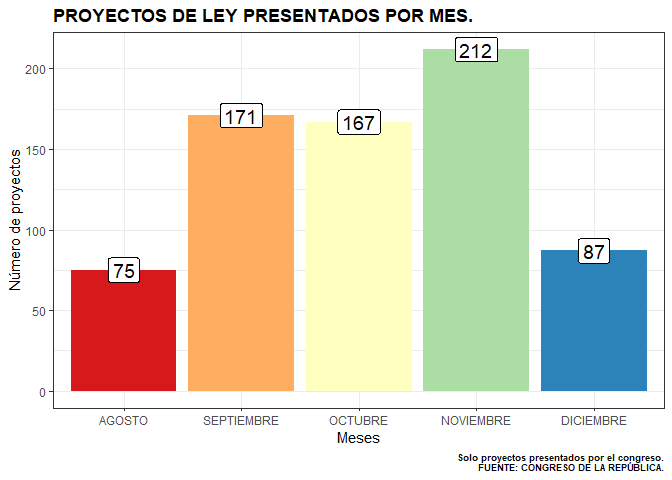 PROYECTOS DE LEY PRESENTADOS POR MES.
Número de proyectos
200
150
100
50
0
75
171
167
212
87
AGOSTO
SEPTIEMBRE
OCTUBRE
NOVIEMBRE
DICIEMBRE
Meses
Solo proyectos presentados por el congreso.
FUENTE: CONGRESO DE LA REPÚBLICA.